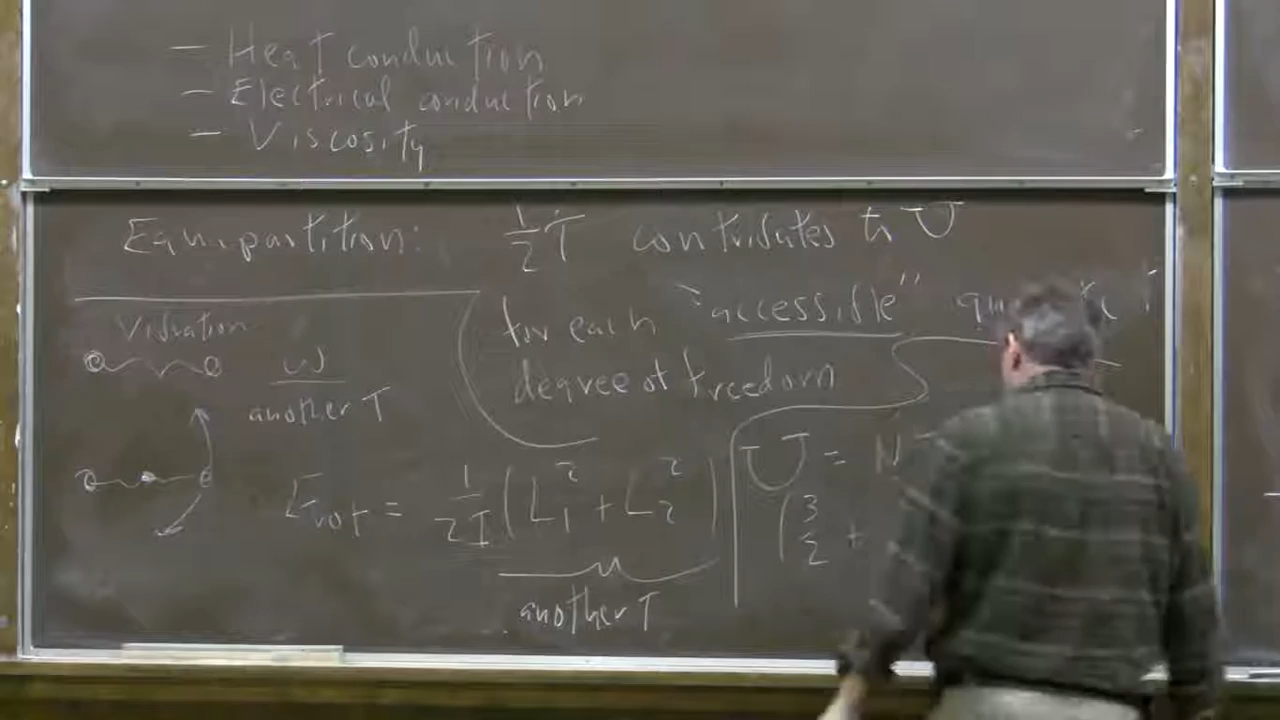 – Heat conduction
– Electrical conduction
– Viscosity
Equipartition: ½T contributes to U
for each "accessible"
degree of freedom
Vibration
ω
another T
E_rot = 1/2I (L₁² + L₂²)
another T
U = N
(3/2 +